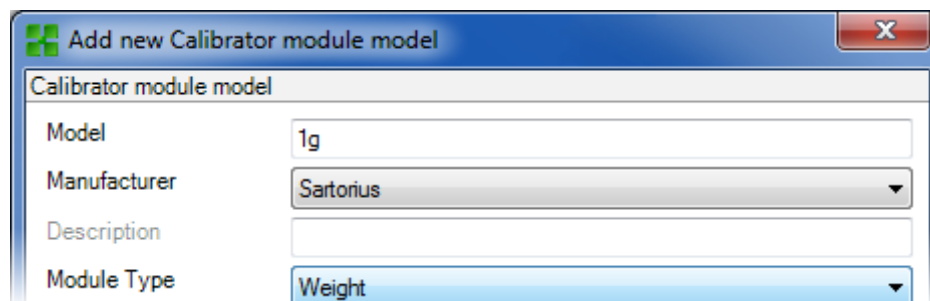 Add new Calibrator module model
Calibrator module model
Model 1g
Manufacturer Sartorius
Description
Module Type Weight